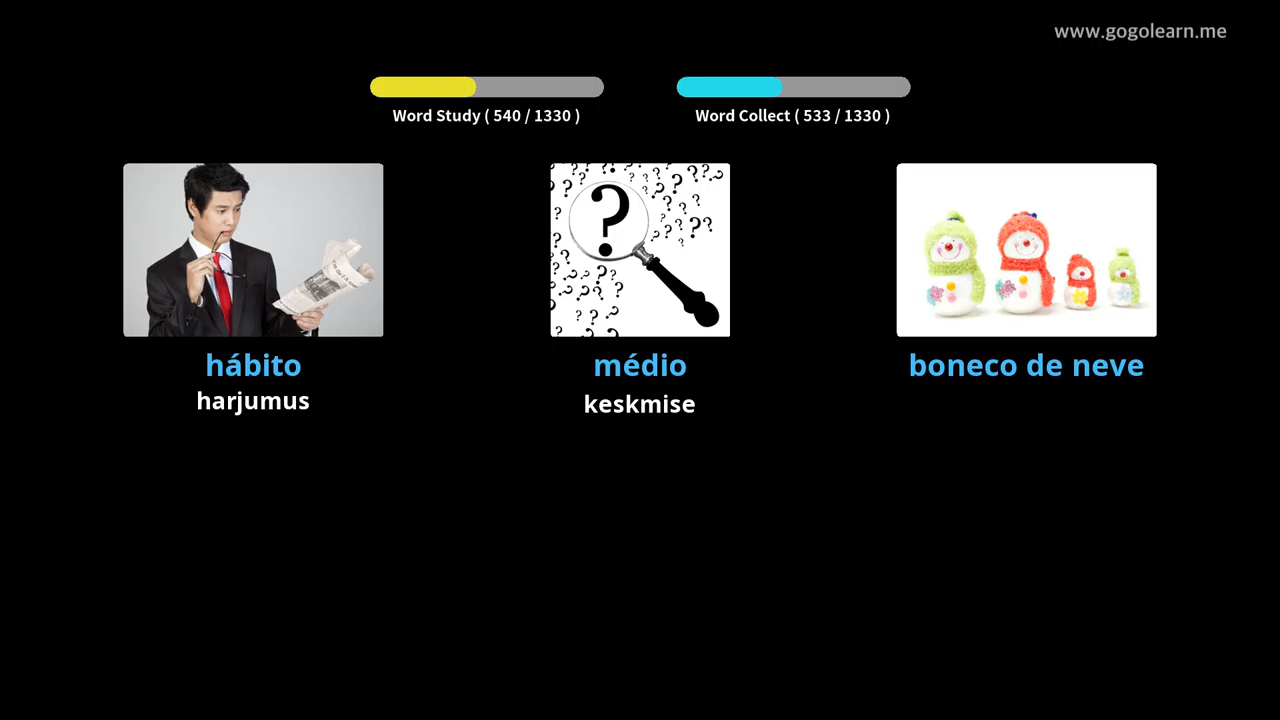 www.gogolearn.me
Word Study ( 540 / 1330 )
Word Collect ( 533 / 1330 )
hábito
harjumus
médio
keskmise
boneco de neve